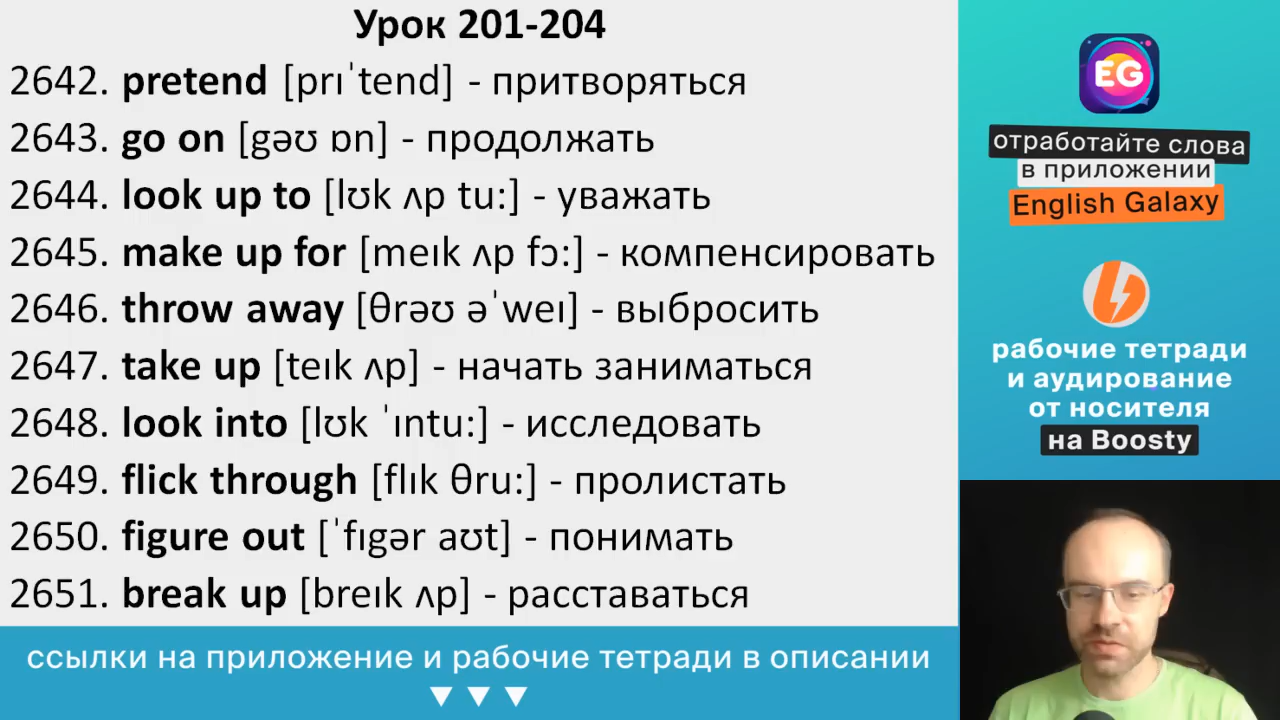 Урок 201-204
2642. pretend [prɪˈtend] - притворяться
2643. go on [gəʊ ɒn] - продолжать
2644. look up to [lʊk ʌp tu:] - уважать
2645. make up for [meɪk ʌp fɔ:] - компенсировать
2646. throw away [θrəʊ əˈweɪ] - выбросить
2647. take up [teɪk ʌp] - начать заниматься
2648. look into [lʊk ˈɪntu:] - исследовать
2649. flick through [flɪk θru:] - пролистать
2650. figure out [ˈfɪgər aʊt] - понимать
2651. break up [breɪk ʌp] - расставаться
ссылки на приложение и рабочие тетради в описании
EG
отработайте слова
в приложении
English Galaxy
рабочие тетради
и аудирование
от носителя
на Boosty